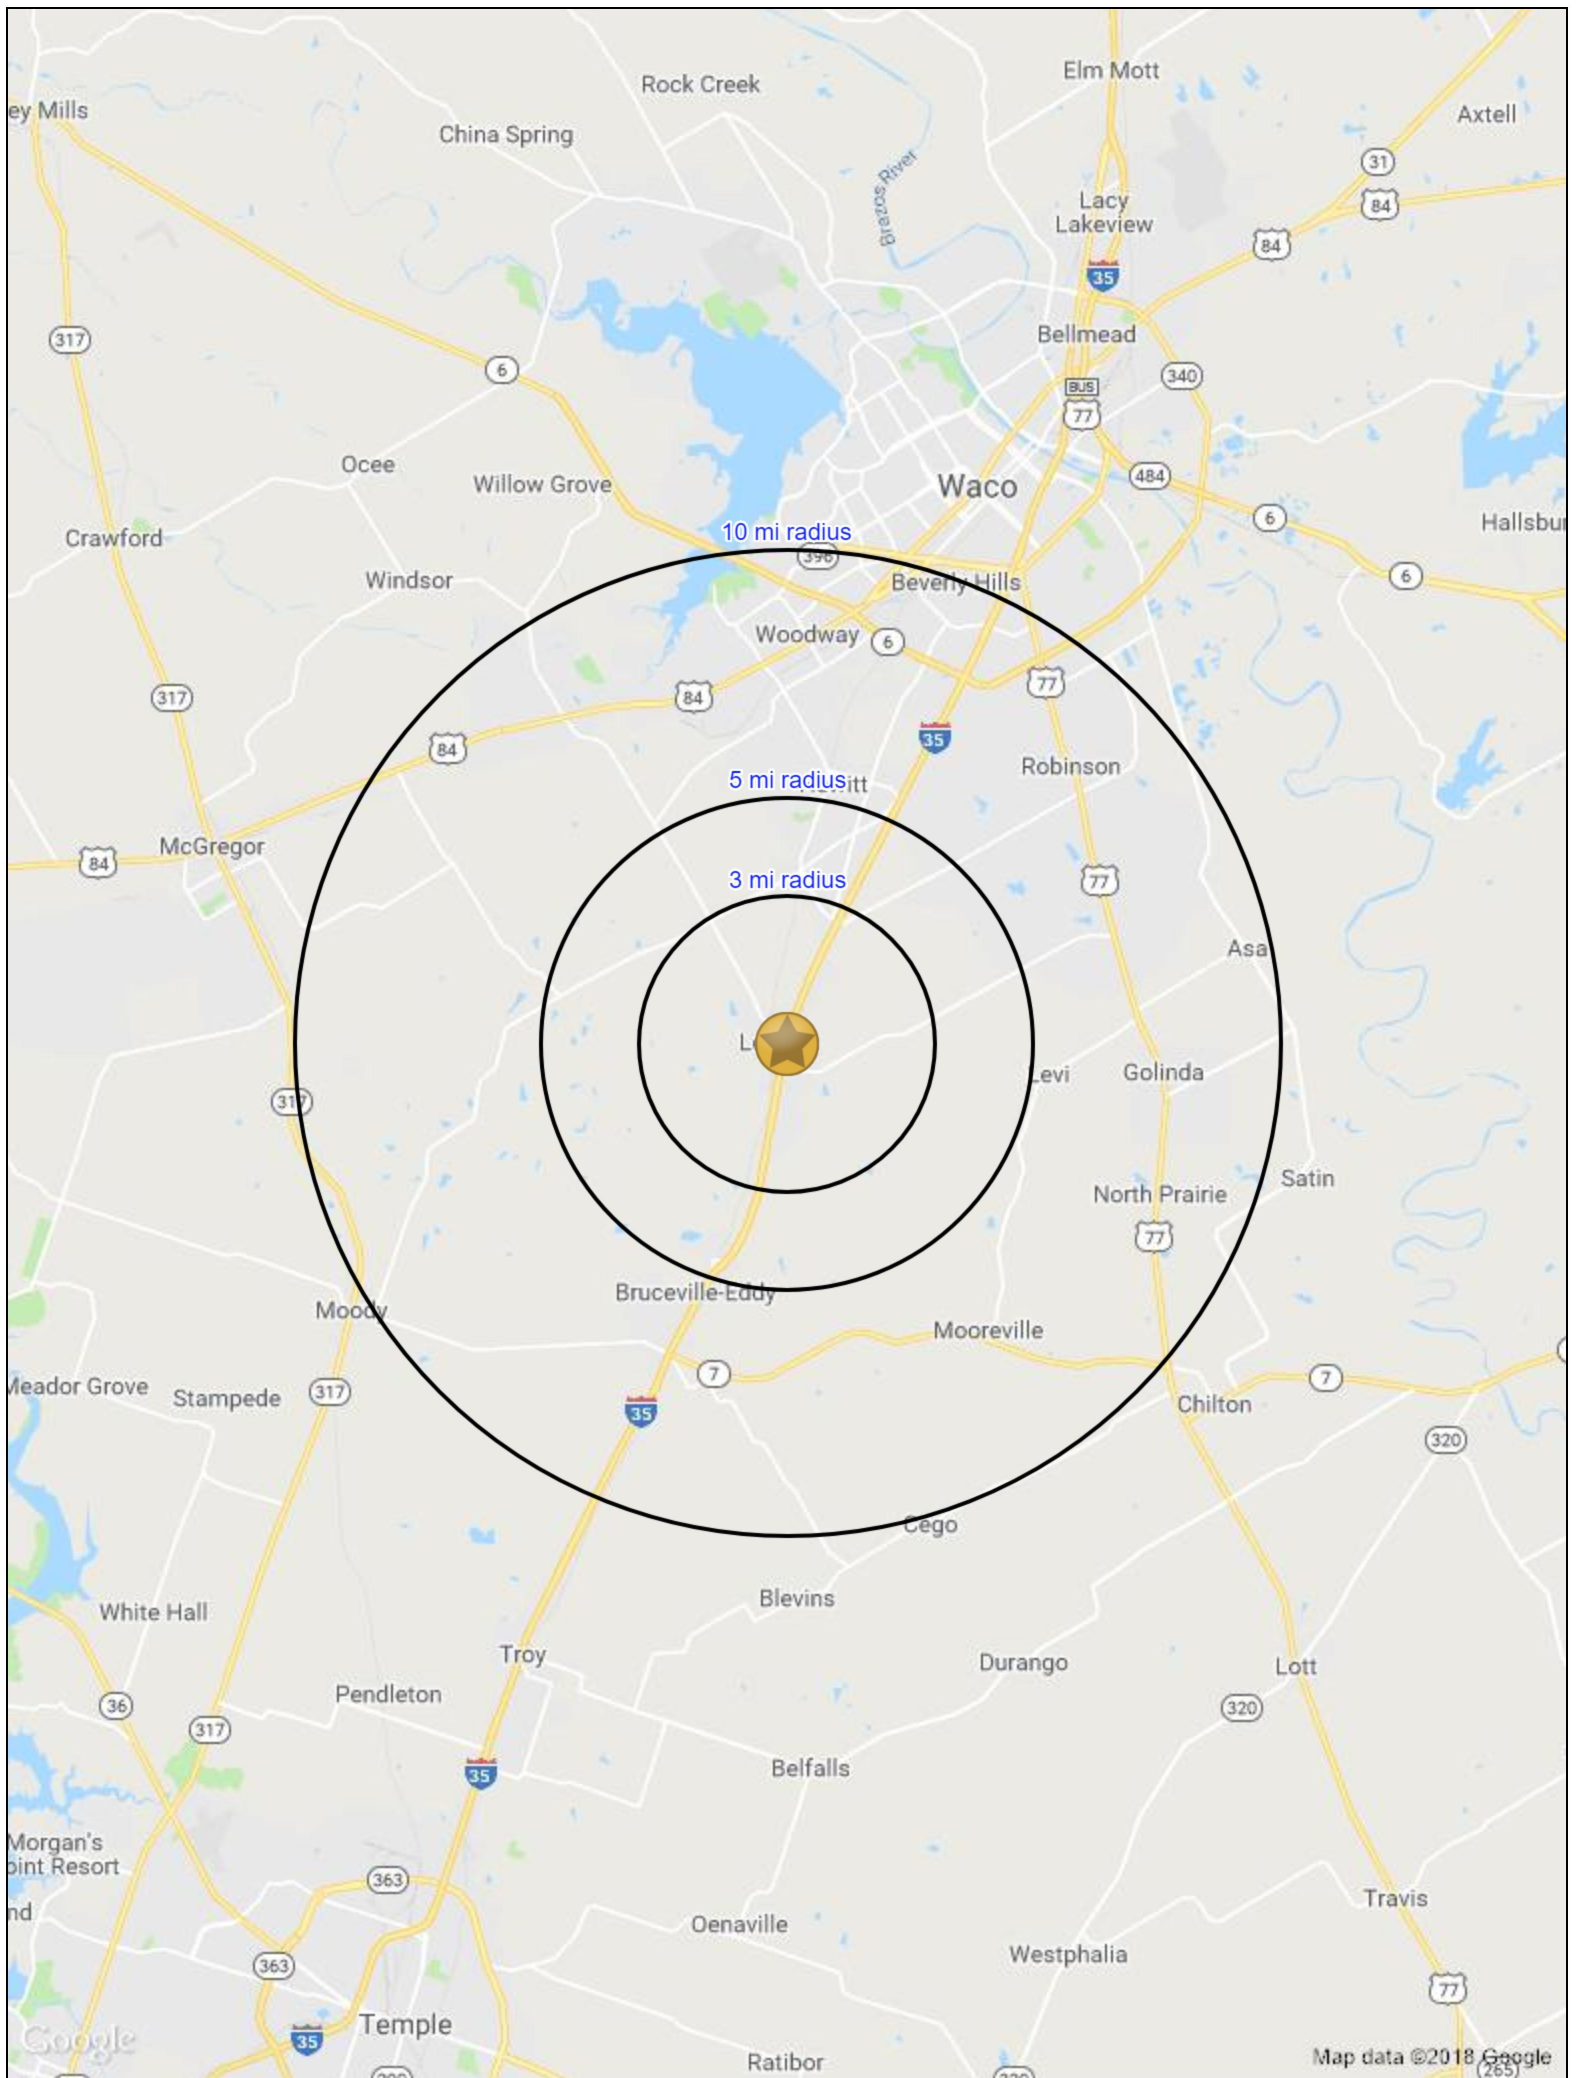 Rock Creek
Elm Mott
ey Mills
Axtell
China Spring
31
Brazos River
84
Lacy
Lakeview
84
35
Bellmead
317
6
340
BUS
77
Ocee
Willow Grove
484
Waco
6
Hallsbur
10 mi radius
Crawford
396
6
Windsor
Beverly Hills
Woodway
6
77
317
84
35
84
Robinson
5 mi radius
itt
McGregor
84
3 mi radius
77
Asa
Levi
Golinda
317
Satin
North Prairie
77
Bruceville-Eddy
Moody
Mooreville
7
7
Meador Grove
Stampede
317
35
Chilton
320
Cego
Blevins
White Hall
Troy
Durango
Lott
Pendleton
36
320
317
35
Belfalls
Morgan's
oint Resort
363
Travis
nd
Oenaville
Westphalia
363
77
Temple
35
Google
Map data ©2018 Google
Ratibor
265